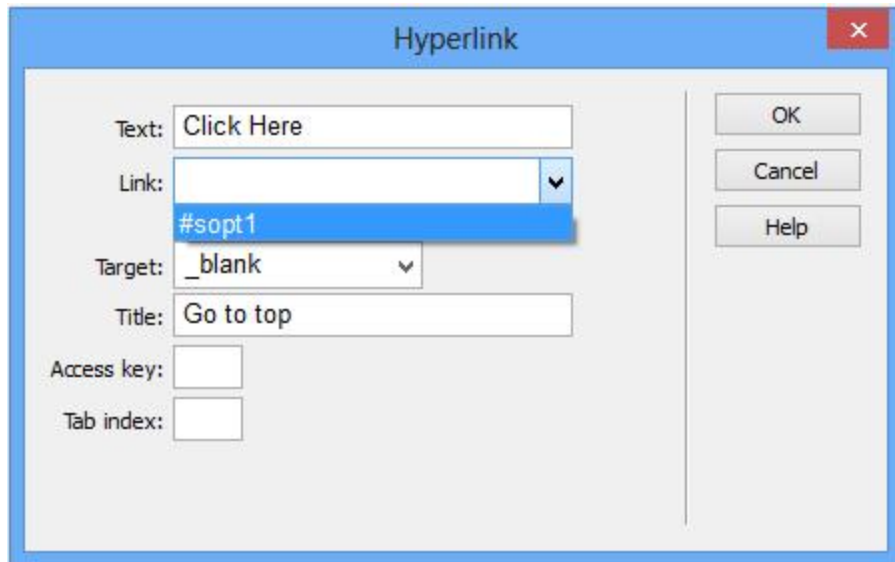 Hyperlink
Text: Click Here
Link:
#sopt1
Target: _blank
Title: Go to top
Access key:
Tab index:
OK
Cancel
Help